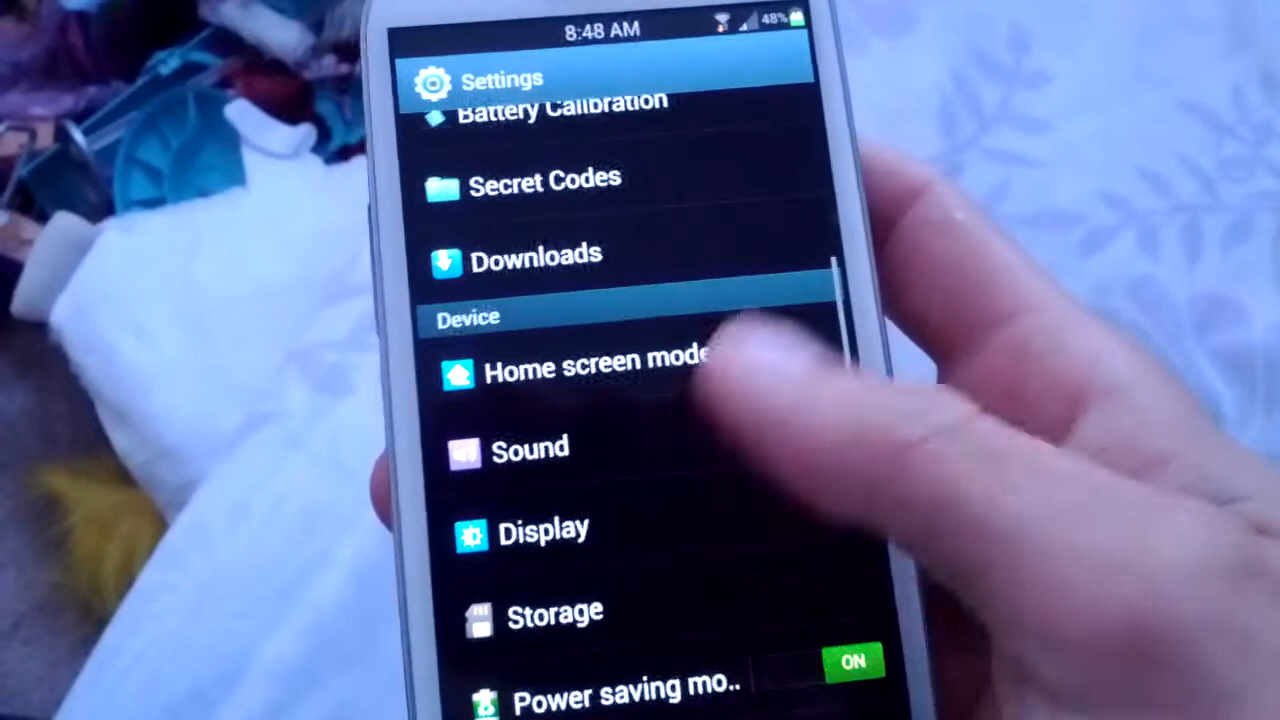 8:48 AM
48%
Settings
Battery Calibration
Secret Codes
Downloads
Device
Home screen mode
Sound
Display
Storage
Power saving mo..
ON